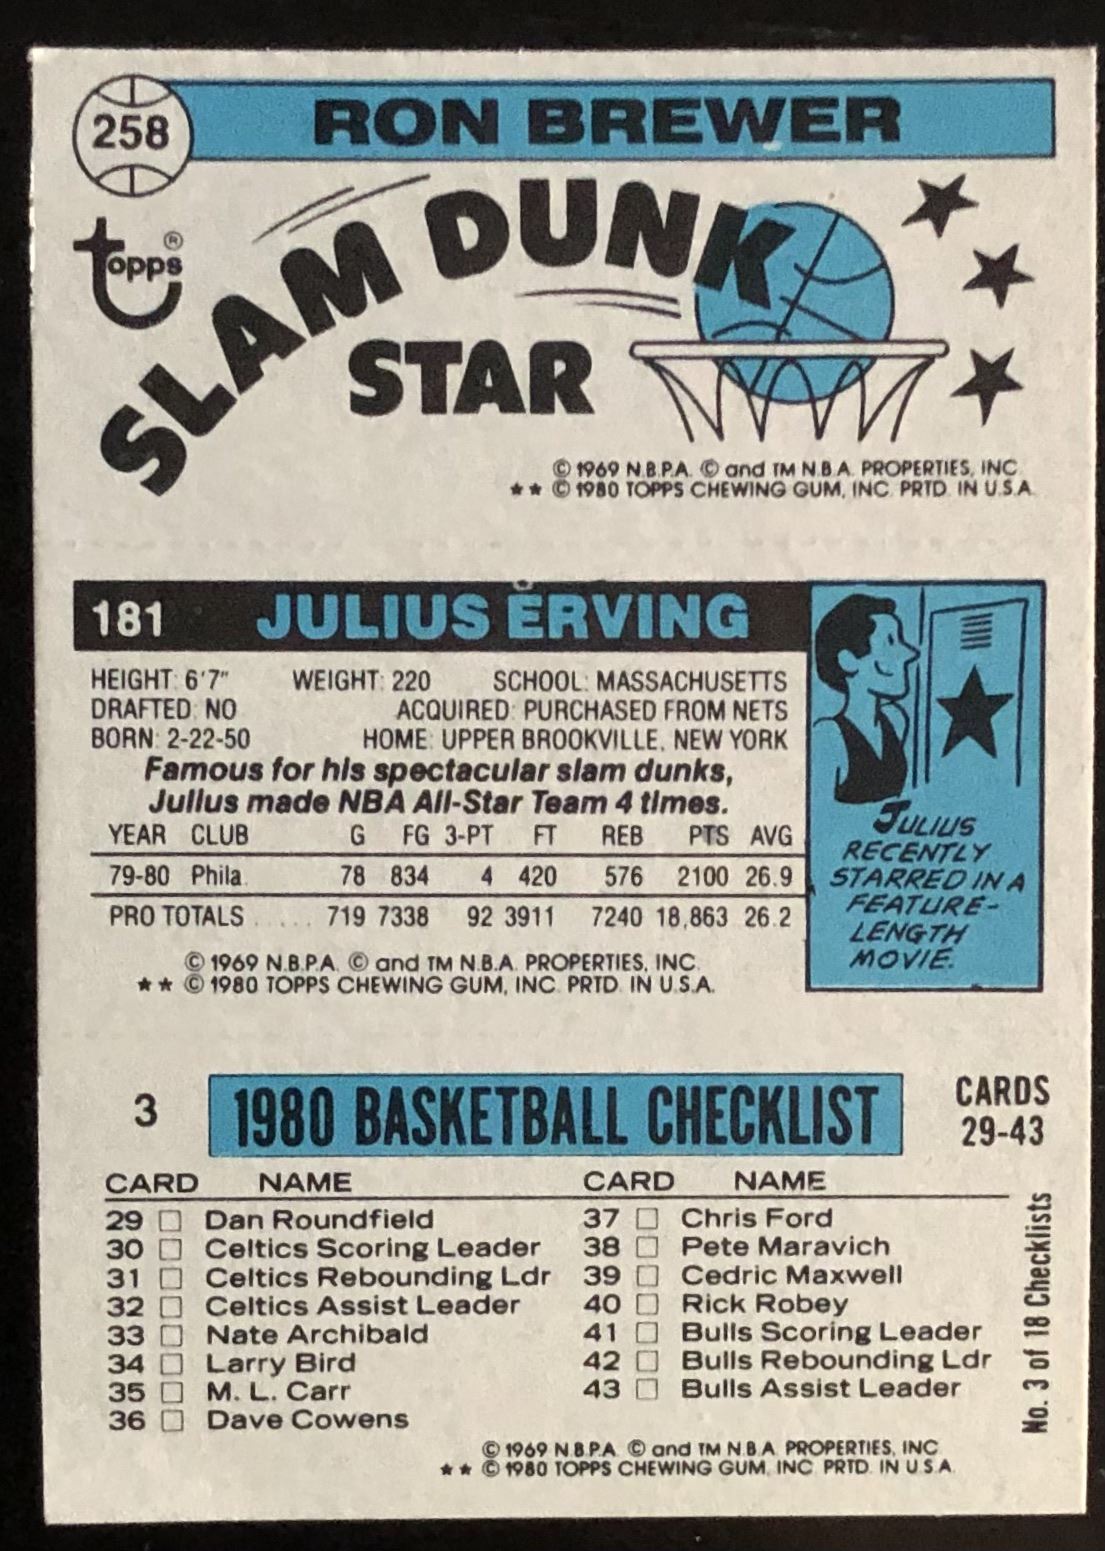 258 RON BREWER
topps®
SLAM DUNK
STAR
© 1969 N.B.P.A. © and TM N.B.A. PROPERTIES, INC.
★★ © 1980 TOPPS CHEWING GUM, INC. PRTD. IN U.S.A.
181 JULIUS ERVING
HEIGHT: 6'7" WEIGHT: 220 SCHOOL: MASSACHUSETTS
DRAFTED: NO ACQUIRED: PURCHASED FROM NETS
BORN: 2-22-50 HOME: UPPER BROOKVILLE, NEW YORK
Famous for his spectacular slam dunks,
Julius made NBA All-Star Team 4 times.
YEAR CLUB G FG 3-PT FT REB PTS AVG
79-80 Phila. 78 834 4 420 576 2100 26.9
PRO TOTALS ..... 719 7338 92 3911 7240 18,863 26.2
© 1969 N.B.P.A. © and TM N.B.A. PROPERTIES, INC.
★★ © 1980 TOPPS CHEWING GUM, INC. PRTD. IN U.S.A.
JULIUS
RECENTLY
STARRED IN A
FEATURE-
LENGTH
MOVIE.
3 1980 BASKETBALL CHECKLIST CARDS
29-43
CARD NAME CARD NAME
29 □ Dan Roundfield 37 □ Chris Ford
30 □ Celtics Scoring Leader 38 □ Pete Maravich
31 □ Celtics Rebounding Ldr 39 □ Cedric Maxwell
32 □ Celtics Assist Leader 40 □ Rick Robey
33 □ Nate Archibald 41 □ Bulls Scoring Leader
34 □ Larry Bird 42 □ Bulls Rebounding Ldr
35 □ M. L. Carr 43 □ Bulls Assist Leader
36 □ Dave Cowens
No. 3 of 18 Checklists
© 1969 N.B.P.A. © and TM N.B.A. PROPERTIES, INC.
★★ © 1980 TOPPS CHEWING GUM, INC. PRTD. IN U.S.A.